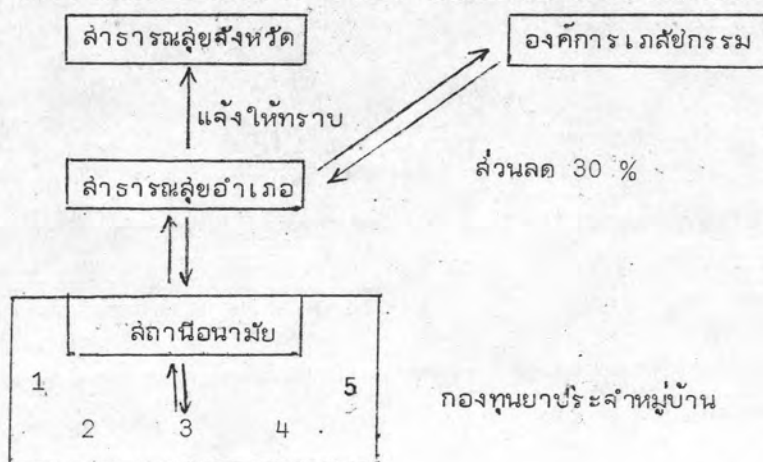 สาธารณสุขจังหวัด
องค์การเภสัชกรรม
แจ้งให้ทราบ
สาธารณสุขอำเภอ
ส่วนลด 30 %
สถานีอนามัย
1 5
2 3 4
กองทุนยาประจำหมู่บ้าน